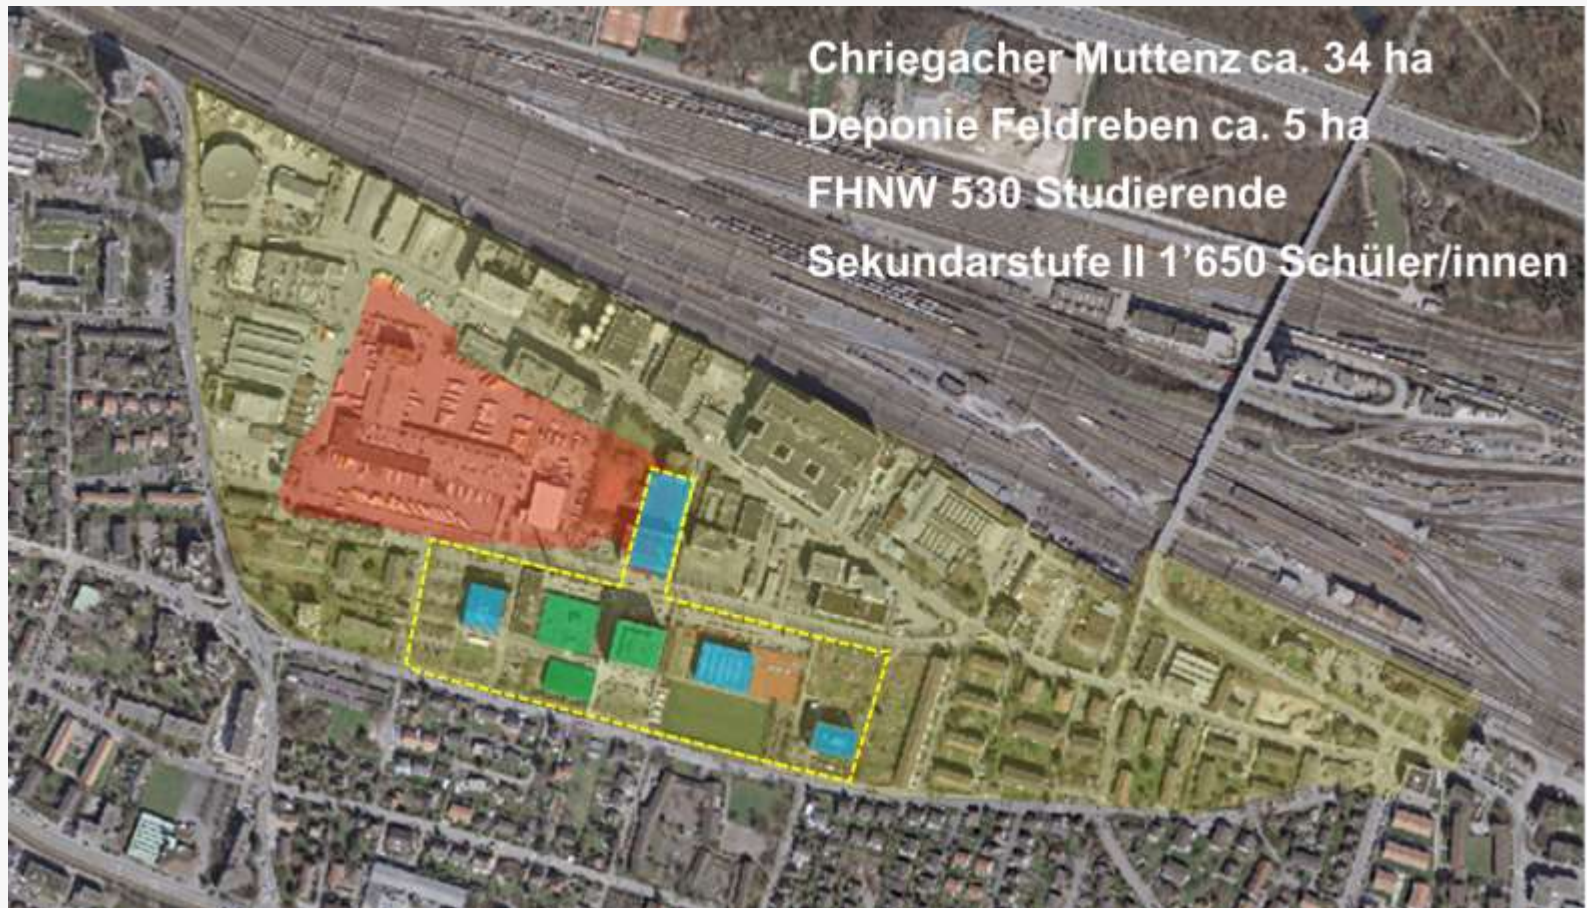 Chriegacher Muttenz ca. 34 ha
Deponie Feldreben ca. 5 ha
FHNW 530 Studierende
Sekundarstufe II 1’650 Schüler/innen